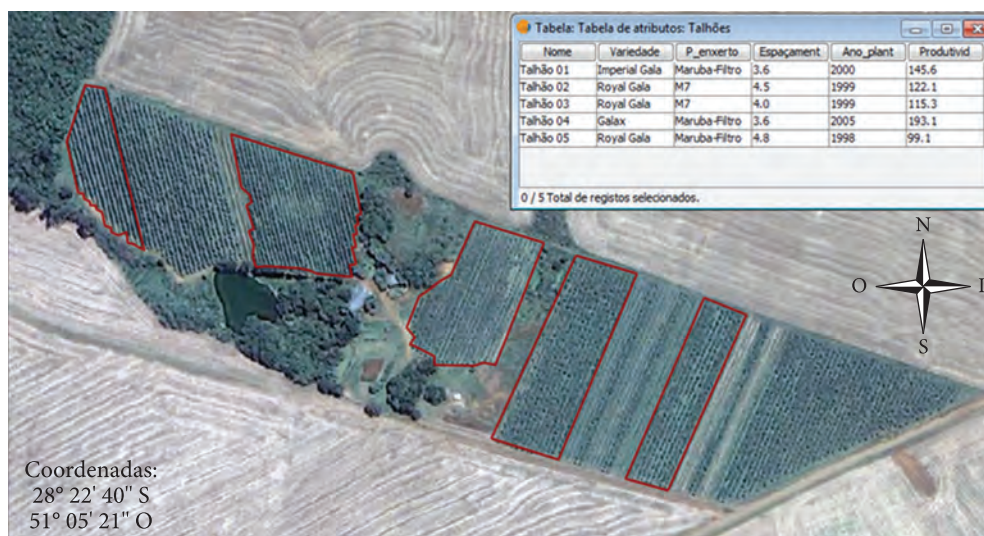 Tabela: Tabela de atributos: Talhões
Nome Variedade P_enxerto Espaçament Ano_plant Produtivid
Talhão 01 Imperial Gala Maruba-Filtro 3.6 2000 145.6
Talhão 02 Royal Gala M7 4.5 1999 122.1
Talhão 03 Royal Gala M7 4.0 1999 115.3
Talhão 04 Galax Maruba-Filtro 3.6 2005 193.1
Talhão 05 Royal Gala Maruba-Filtro 4.8 1998 99.1
0 / 5 Total de registos selecionados.
N
O
S
Coordenadas:
28° 22' 40" S
51° 05' 21" O